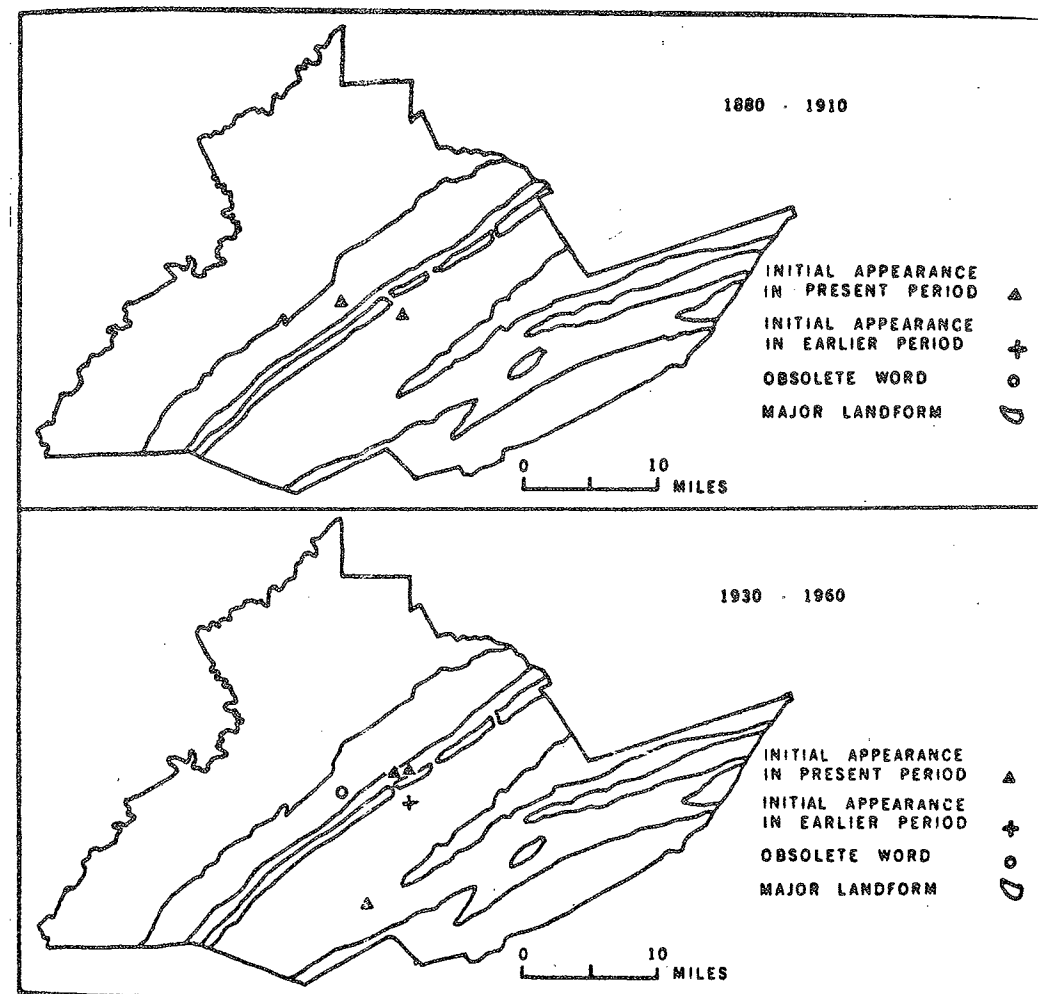 1880 - 1910
INITIAL APPEARANCE
IN PRESENT PERIOD
INITIAL APPEARANCE
IN EARLIER PERIOD
OBSOLETE WORD
MAJOR LANDFORM
0 10
MILES
1930 - 1960
INITIAL APPEARANCE
IN PRESENT PERIOD
INITIAL APPEARANCE
IN EARLIER PERIOD
OBSOLETE WORD
MAJOR LANDFORM
0 10
MILES